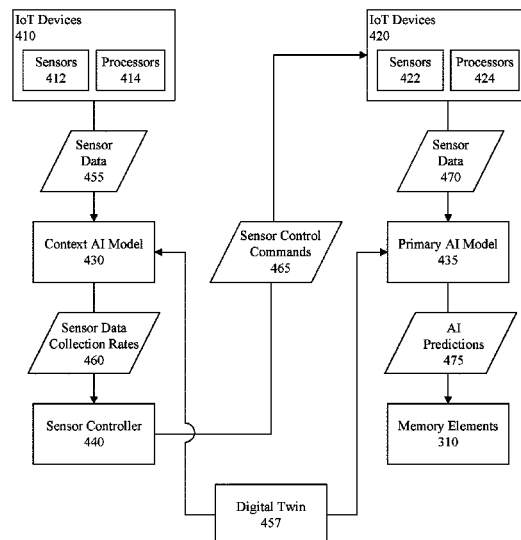 IoT Devices
410
Sensors
412
Processors
414
IoT Devices
420
Sensors
422
Processors
424
Sensor
Data
455
Sensor
Data
470
Context AI Model
430
Sensor Control
Commands
465
Primary AI Model
435
Sensor Data
Collection Rates
460
AI
Predictions
475
Sensor Controller
440
Memory Elements
310
Digital Twin
457